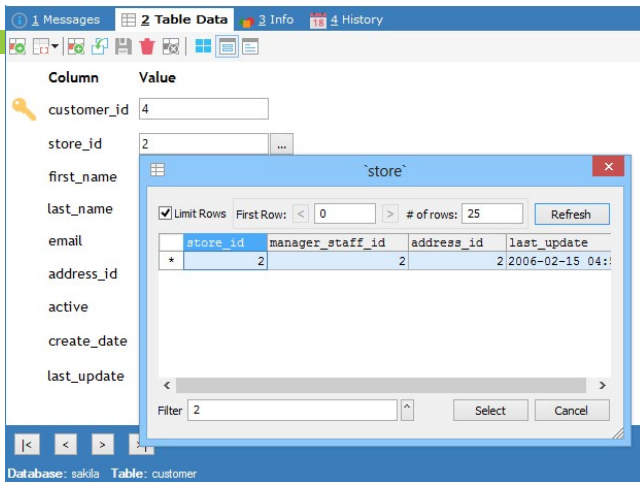 1 Messages 2 Table Data 3 Info 18 4 History
Column Value
customer_id 4
store_id 2 ...
`store`
first_name
Limit Rows First Row: < 0 > # of rows: 25 Refresh
last_name
store_id manager_staff_id address_id last_update
email
* 2 2 2 2006-02-15 04:
address_id
active
create_date
last_update
< >
Filter 2 ^ Select Cancel
|< < >
Database: sakila Table: customer